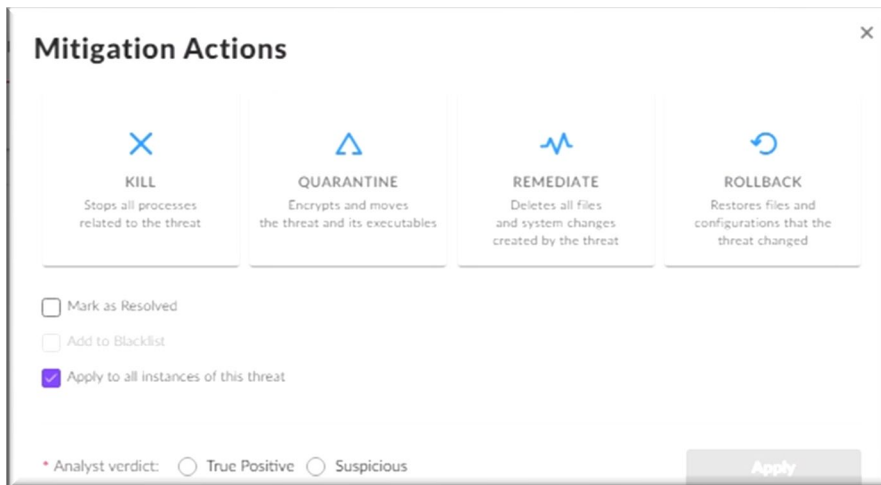 Mitigation Actions
KILL
Stops all processes
related to the threat
QUARANTINE
Encrypts and moves
the threat and its executables
REMEDIATE
Deletes all files
and system changes
created by the threat
ROLLBACK
Restores files and
configurations that the
threat changed
Mark as Resolved
Add to Blacklist
Apply to all instances of this threat
* Analyst verdict: True Positive Suspicious
Apply